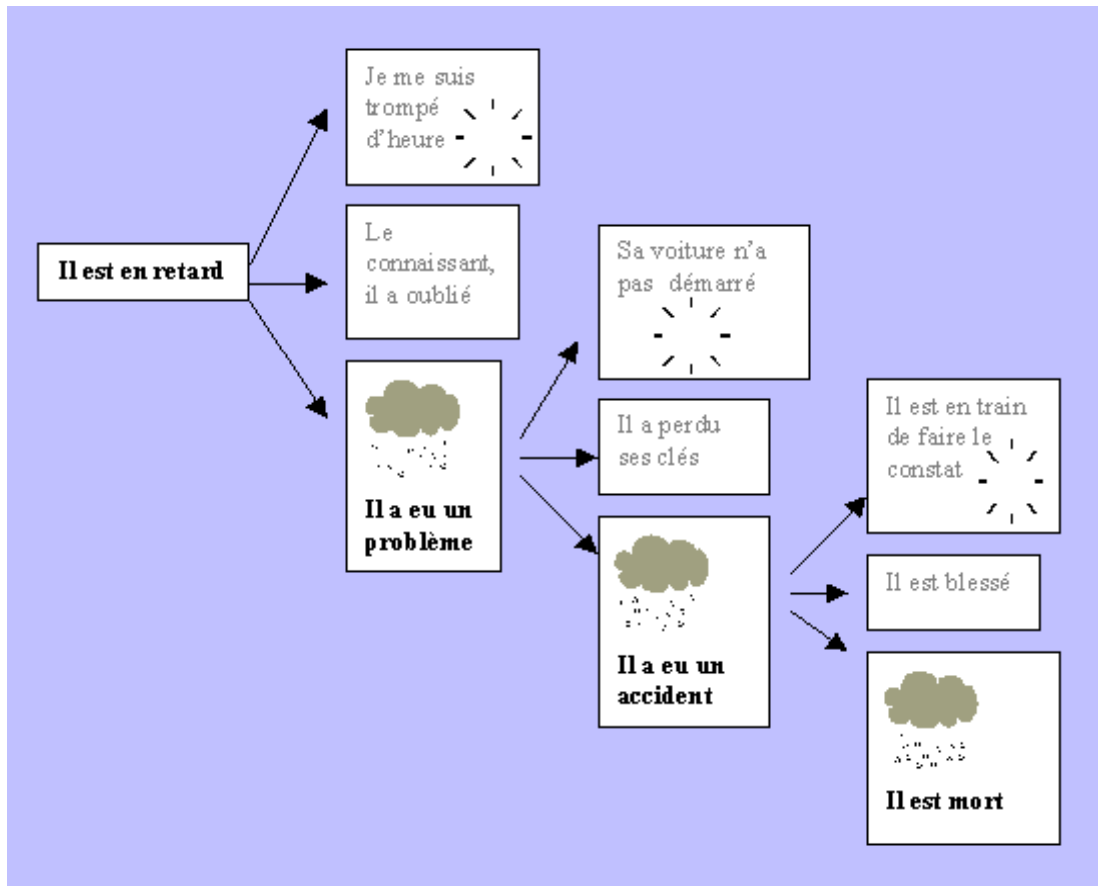 Je me suis
trompé
d'heure
Il est en retard
Le
connaissant,
il a oublié
Il a eu un
problème
Sa voiture n'a
pas démarré
Il a perdu
ses clés
Il a eu un
accident
Il est en train
de faire le
constat
Il est blessé
Il est mort